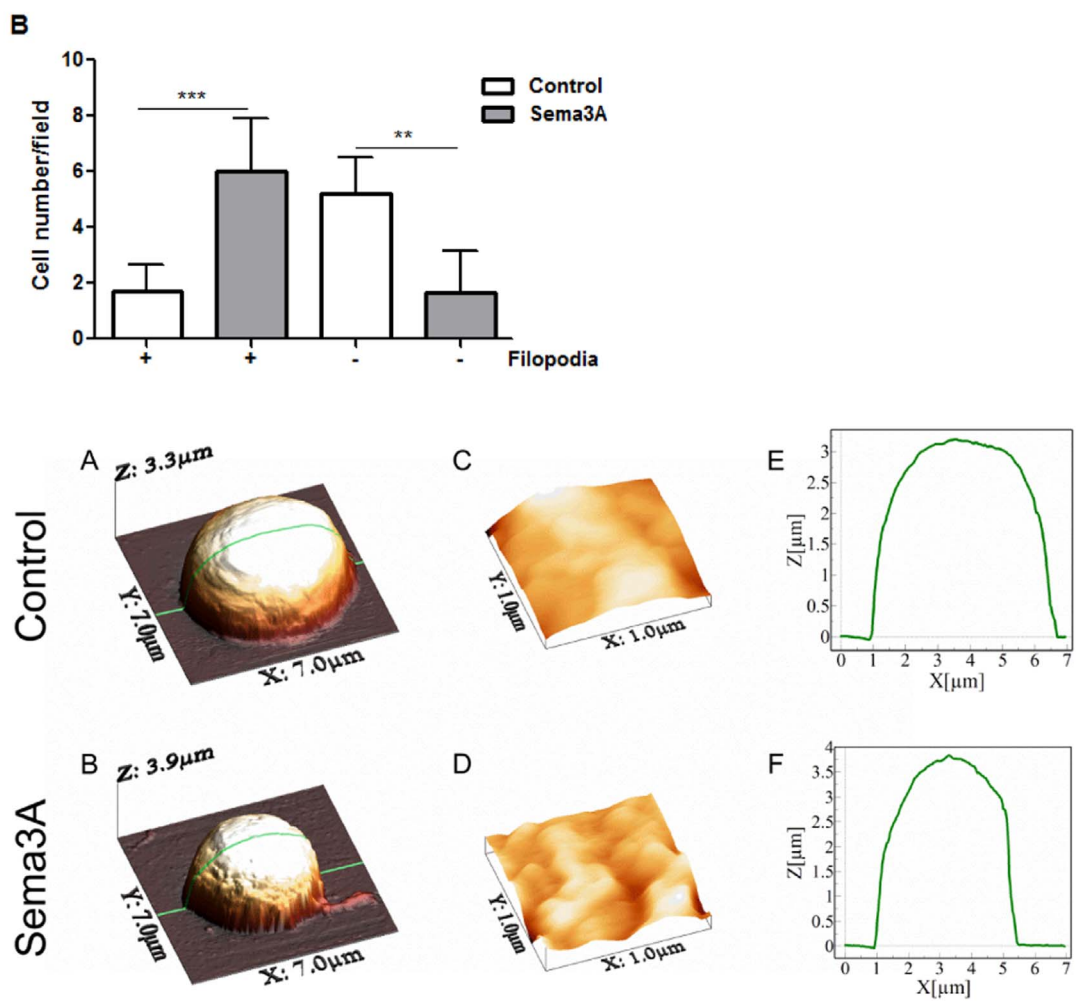 B
10
8
6
4
2
0
Cell number/field
***
**
Control
Sema3A
+ + - - Filopodia
Control
A
Z: 3.3µm
Y: 7.0µm
X: 7.0µm
C
Y: 1.0µm
X: 1.0µm
E
Z[µm]
3
2.5
2
1.5
1
0.5
0
0 1 2 3 4 5 6 7
X[µm]
Sema3A
B
Z: 3.9µm
Y: 7.0µm
X: 7.0µm
D
Y: 1.0µm
X: 1.0µm
F
Z[µm]
4
3.5
3
2.5
2
1.5
1
0.5
0
0 1 2 3 4 5 6 7
X[µm]